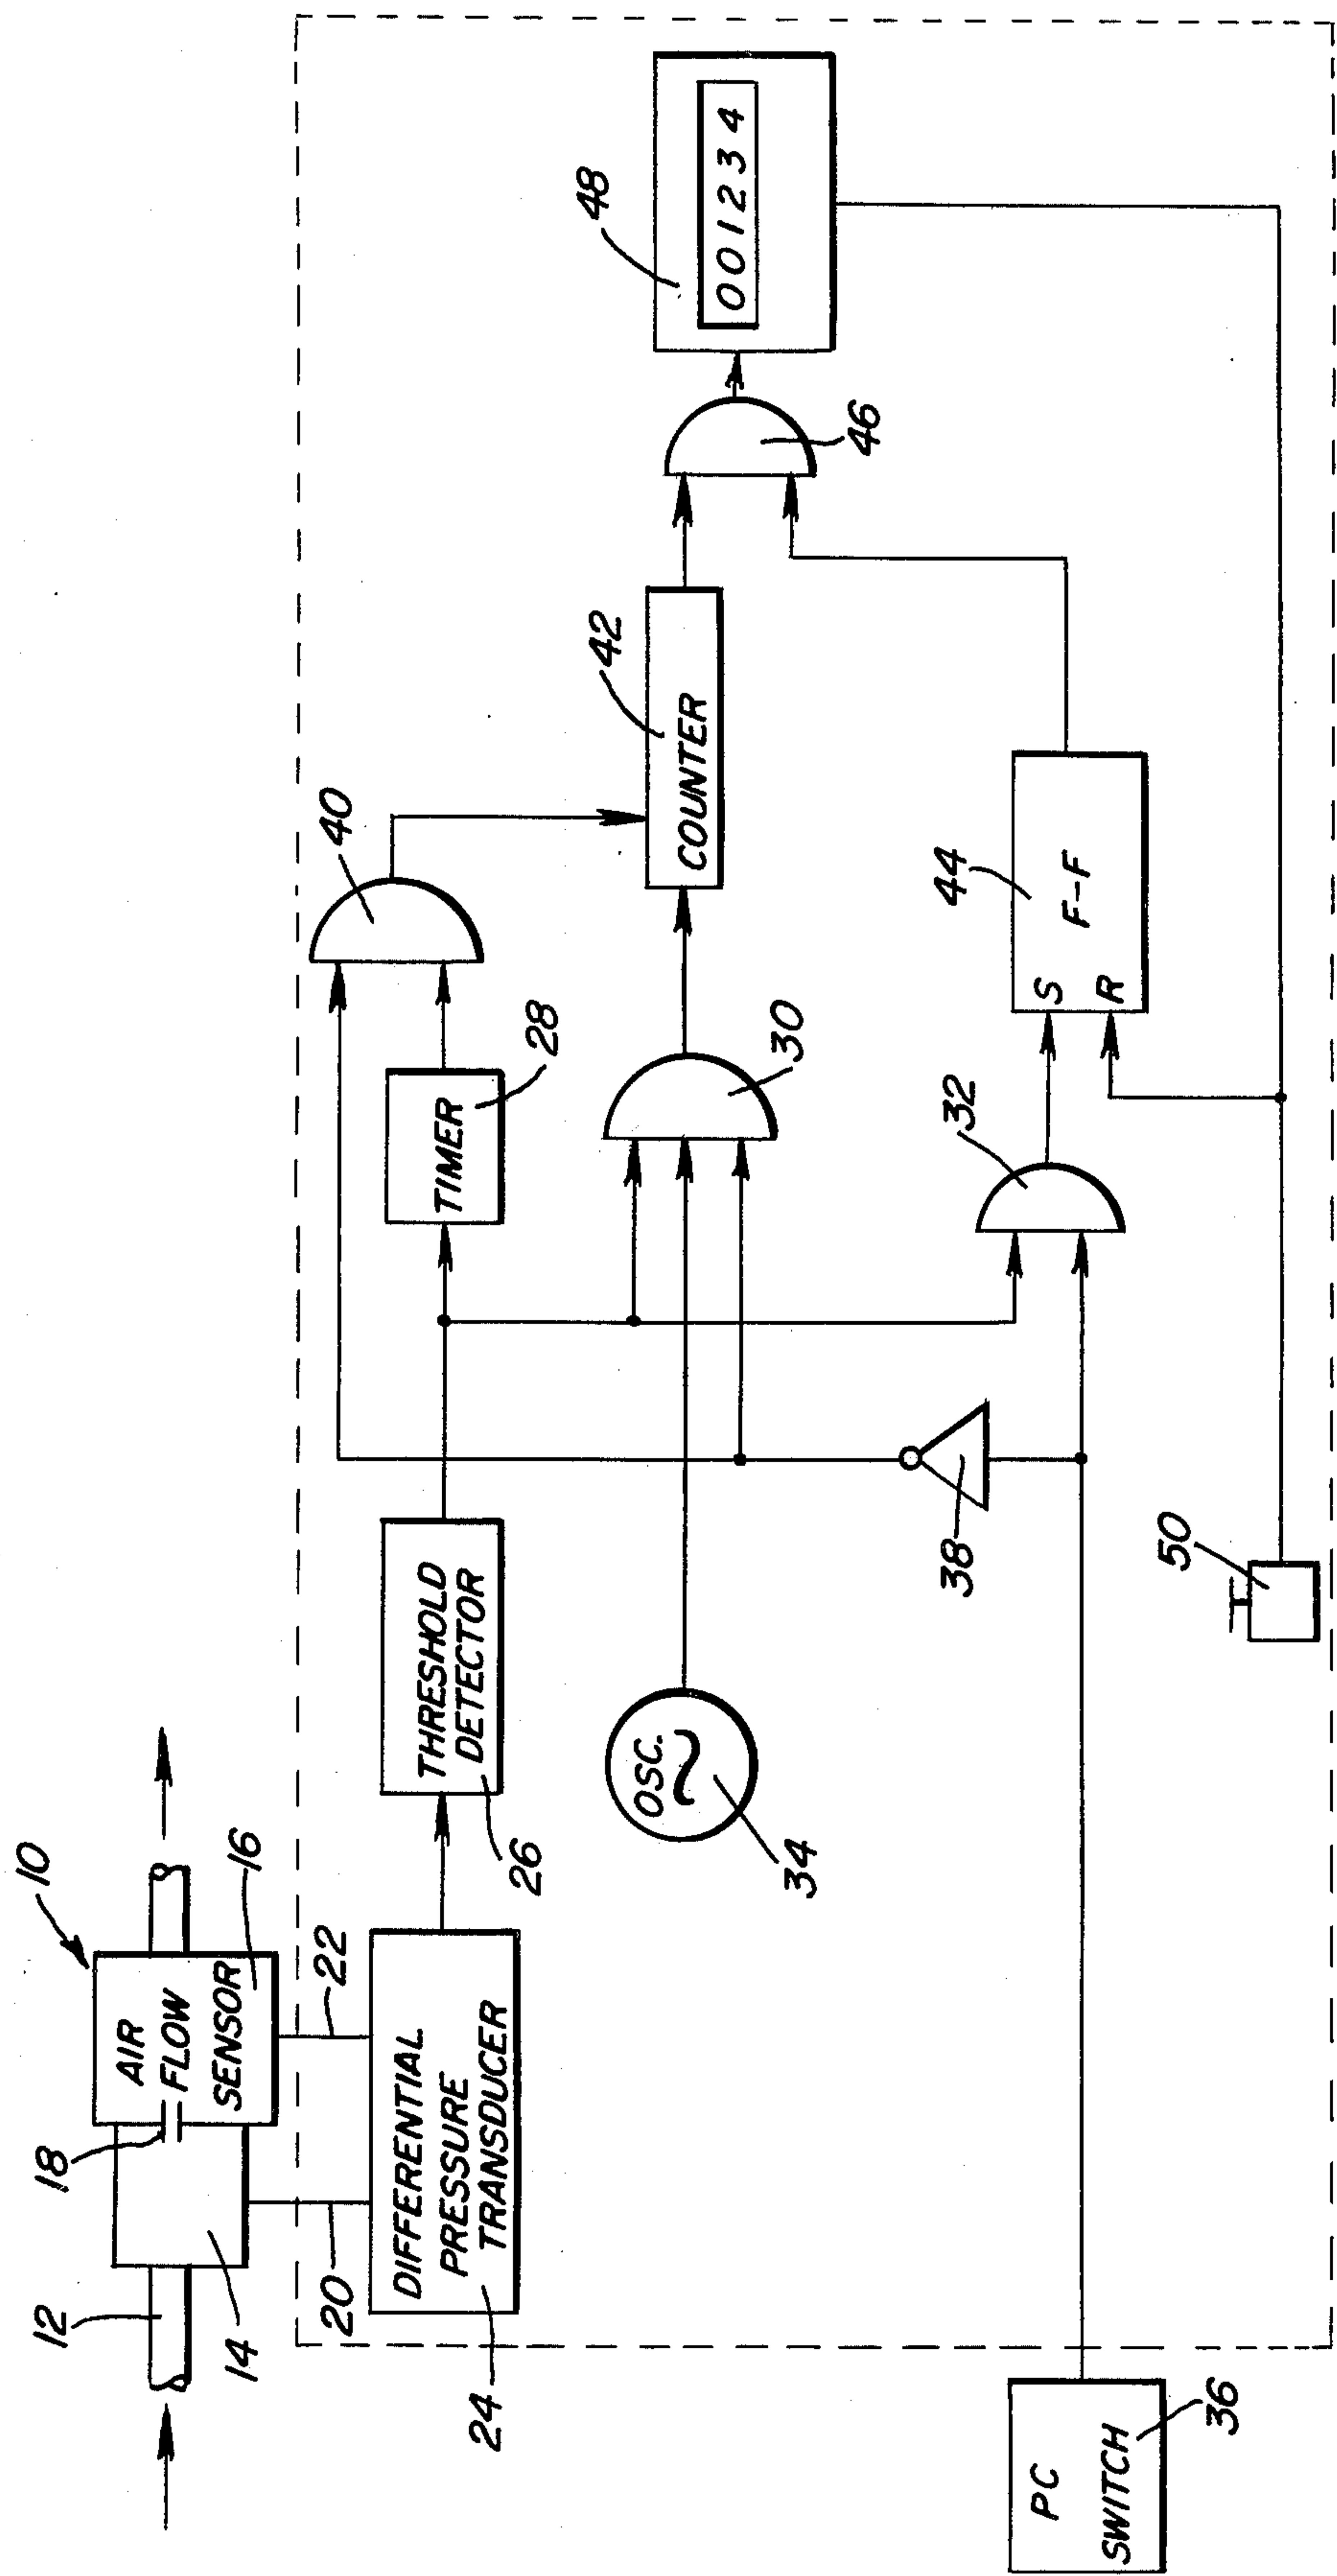 10
12
14
16
18
20
22
AIR
FLOW
SENSOR
24
DIFFERENTIAL
PRESSURE
TRANSDUCER
26
THRESHOLD
DETECTOR
TIMER
28
40
OSC.
34
30
COUNTER
42
46
48
001234
PC
SWITCH
36
38
32
S
R
F-F
44
50